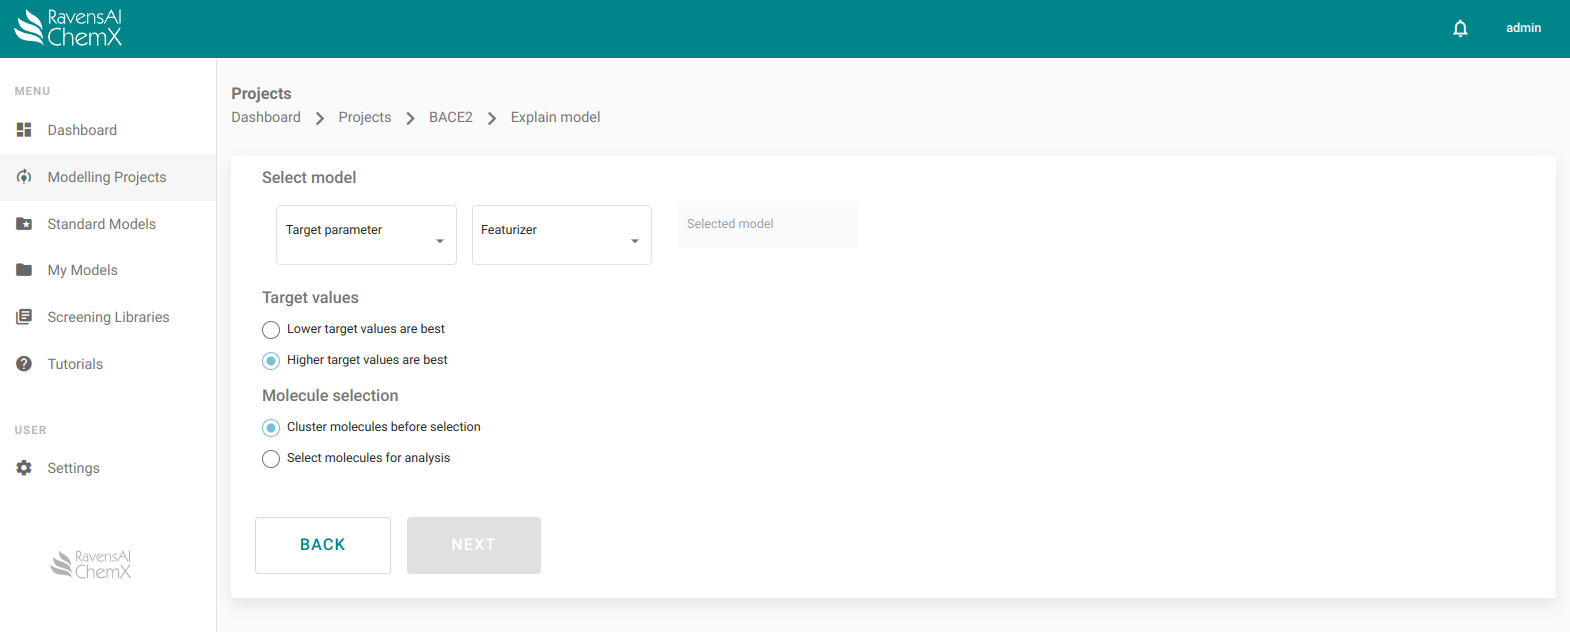 RavensAI
ChemX
admin
MENU
Dashboard
Modelling Projects
Standard Models
My Models
Screening Libraries
Tutorials
USER
Settings
RavensAI
ChemX
Projects
Dashboard Projects BACE2 Explain model
Select model
Target parameter Featurizer Selected model
Target values
Lower target values are best
Higher target values are best
Molecule selection
Cluster molecules before selection
Select molecules for analysis
BACK NEXT